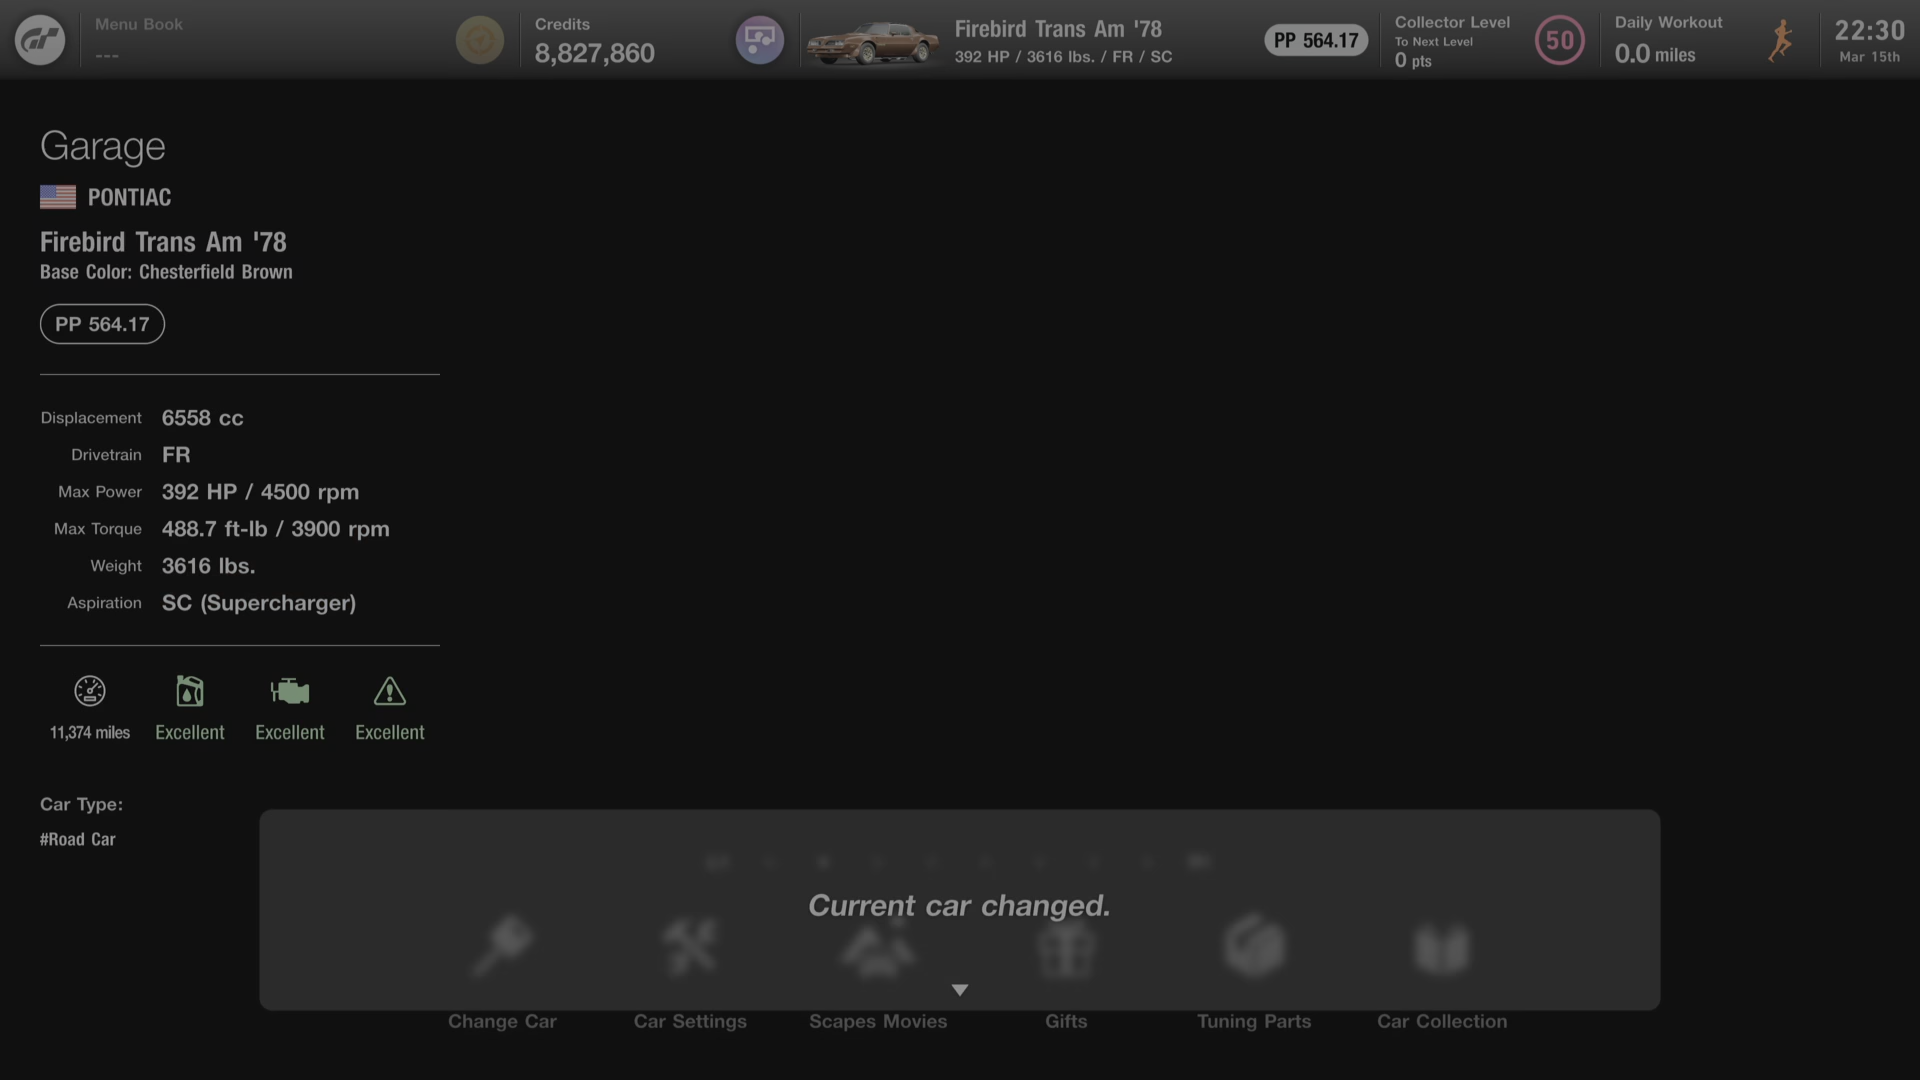 Menu Book
---
Credits
8,827,860
Firebird Trans Am '78
392 HP / 3616 lbs. / FR / SC
PP 564.17
Collector Level
To Next Level
0 pts
50
Daily Workout
0.0 miles
22:30
Mar 15th
Garage
PONTIAC
Firebird Trans Am '78
Base Color: Chesterfield Brown
PP 564.17
Displacement 6558 cc
Drivetrain FR
Max Power 392 HP / 4500 rpm
Max Torque 488.7 ft-lb / 3900 rpm
Weight 3616 lbs.
Aspiration SC (Supercharger)
11,374 miles Excellent Excellent Excellent
Car Type:
#Road Car
Current car changed.
Change Car Car Settings Scapes Movies Gifts Tuning Parts Car Collection